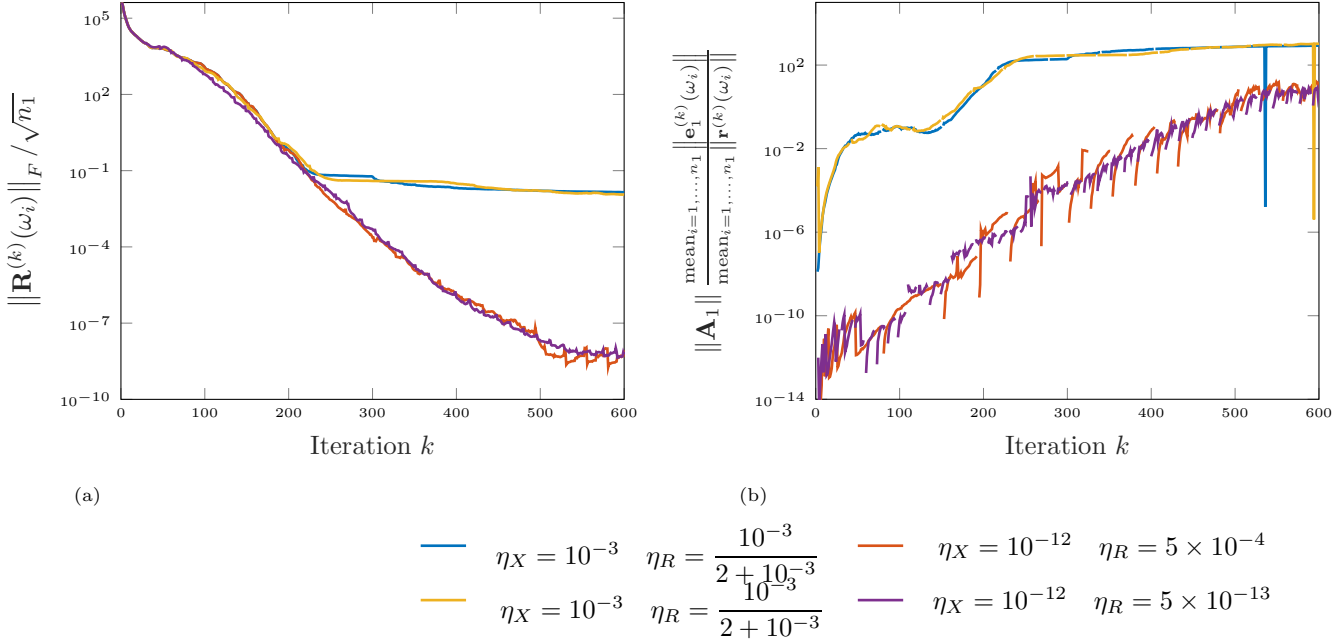 10^5
10^2
10^{-1}
10^{-4}
10^{-7}
10^{-10}
0 100 200 300 400 500 600
Iteration k
‖R^{(k)}(ω_i)‖_F / √n_1
(a)
10^2
10^{-2}
10^{-6}
10^{-10}
10^{-14}
0 100 200 300 400 500 600
Iteration k
‖A_1‖ \frac{mean_{i=1,...,n_1} ‖e_1^{(k)}(ω_i)‖}{mean_{i=1,...,n_1} ‖r^{(k)}(ω_i)‖}
(b)
η_X = 10^{-3} η_R = \frac{10^{-3}}{2 + 10^{-3}}
η_X = 10^{-12} η_R = 5 × 10^{-4}
η_X = 10^{-3} η_R = \frac{10^{-3}}{2 + 10^{-3}}
η_X = 10^{-12} η_R = 5 × 10^{-13}